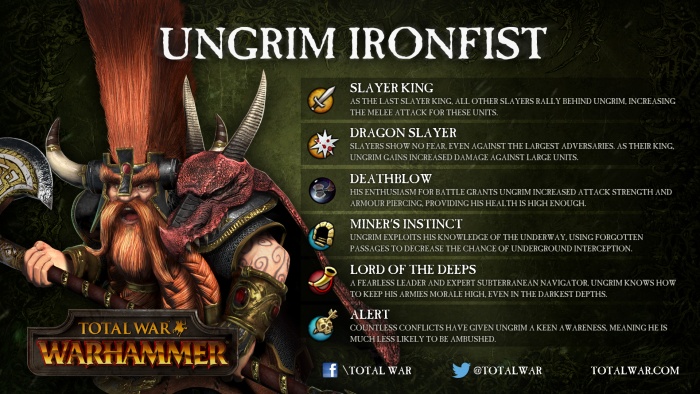 UNGRIM IRONFIST
SLAYER KING
AS THE LAST SLAYER KING, ALL OTHER SLAYERS RALLY BEHIND UNGRIM, INCREASING
THE MELEE ATTACK FOR THESE UNITS.
DRAGON SLAYER
SLAYERS SHOW NO FEAR, EVEN AGAINST THE LARGEST ADVERSARIES. AS THEIR KING,
UNGRIM GAINS INCREASED DAMAGE AGAINST LARGE UNITS.
DEATHBLOW
HIS ENTHUSIASM FOR BATTLE GRANTS UNGRIM INCREASED ATTACK STRENGTH AND
ARMOUR PIERCING, PROVIDING HIS HEALTH IS HIGH ENOUGH.
MINER'S INSTINCT
UNGRIM EXPLOITS HIS KNOWLEDGE OF THE UNDERWAY, USING FORGOTTEN
PASSAGES TO DECREASE THE CHANCE OF UNDERGROUND INTERCEPTION.
LORD OF THE DEEPS
A FEARLESS LEADER AND EXPERT SUBTERRANEAN NAVIGATOR, UNGRIM KNOWS HOW
TO KEEP HIS ARMIES MORALE HIGH, EVEN IN THE DARKEST DEPTHS.
ALERT
COUNTLESS CONFLICTS HAVE GIVEN UNGRIM A KEEN AWARENESS, MEANING HE IS
MUCH LESS LIKELY TO BE AMBUSHED.
TOTAL WAR
WARHAMMER
f \TOTAL WAR @TOTALWAR TOTALWAR.COM